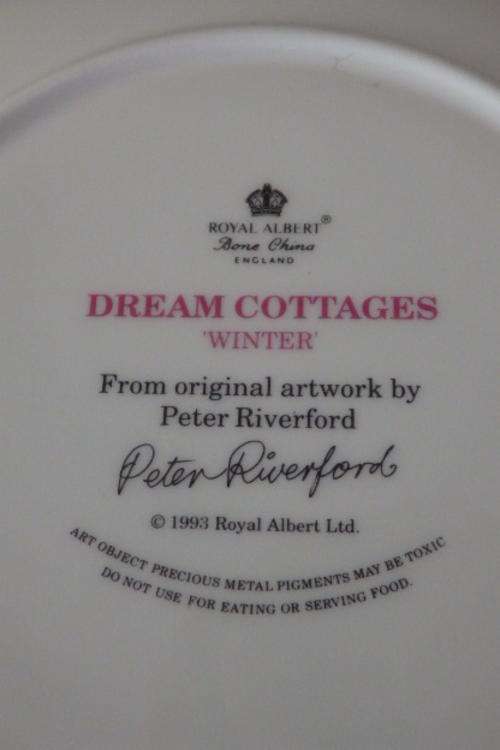 ROYAL ALBERT®
Bone China
ENGLAND
DREAM COTTAGES
'WINTER'
From original artwork by
Peter Riverford
Peter Riverford
© 1993 Royal Albert Ltd.
ART OBJECT PRECIOUS METAL PIGMENTS MAY BE TOXIC
DO NOT USE FOR EATING OR SERVING FOOD.